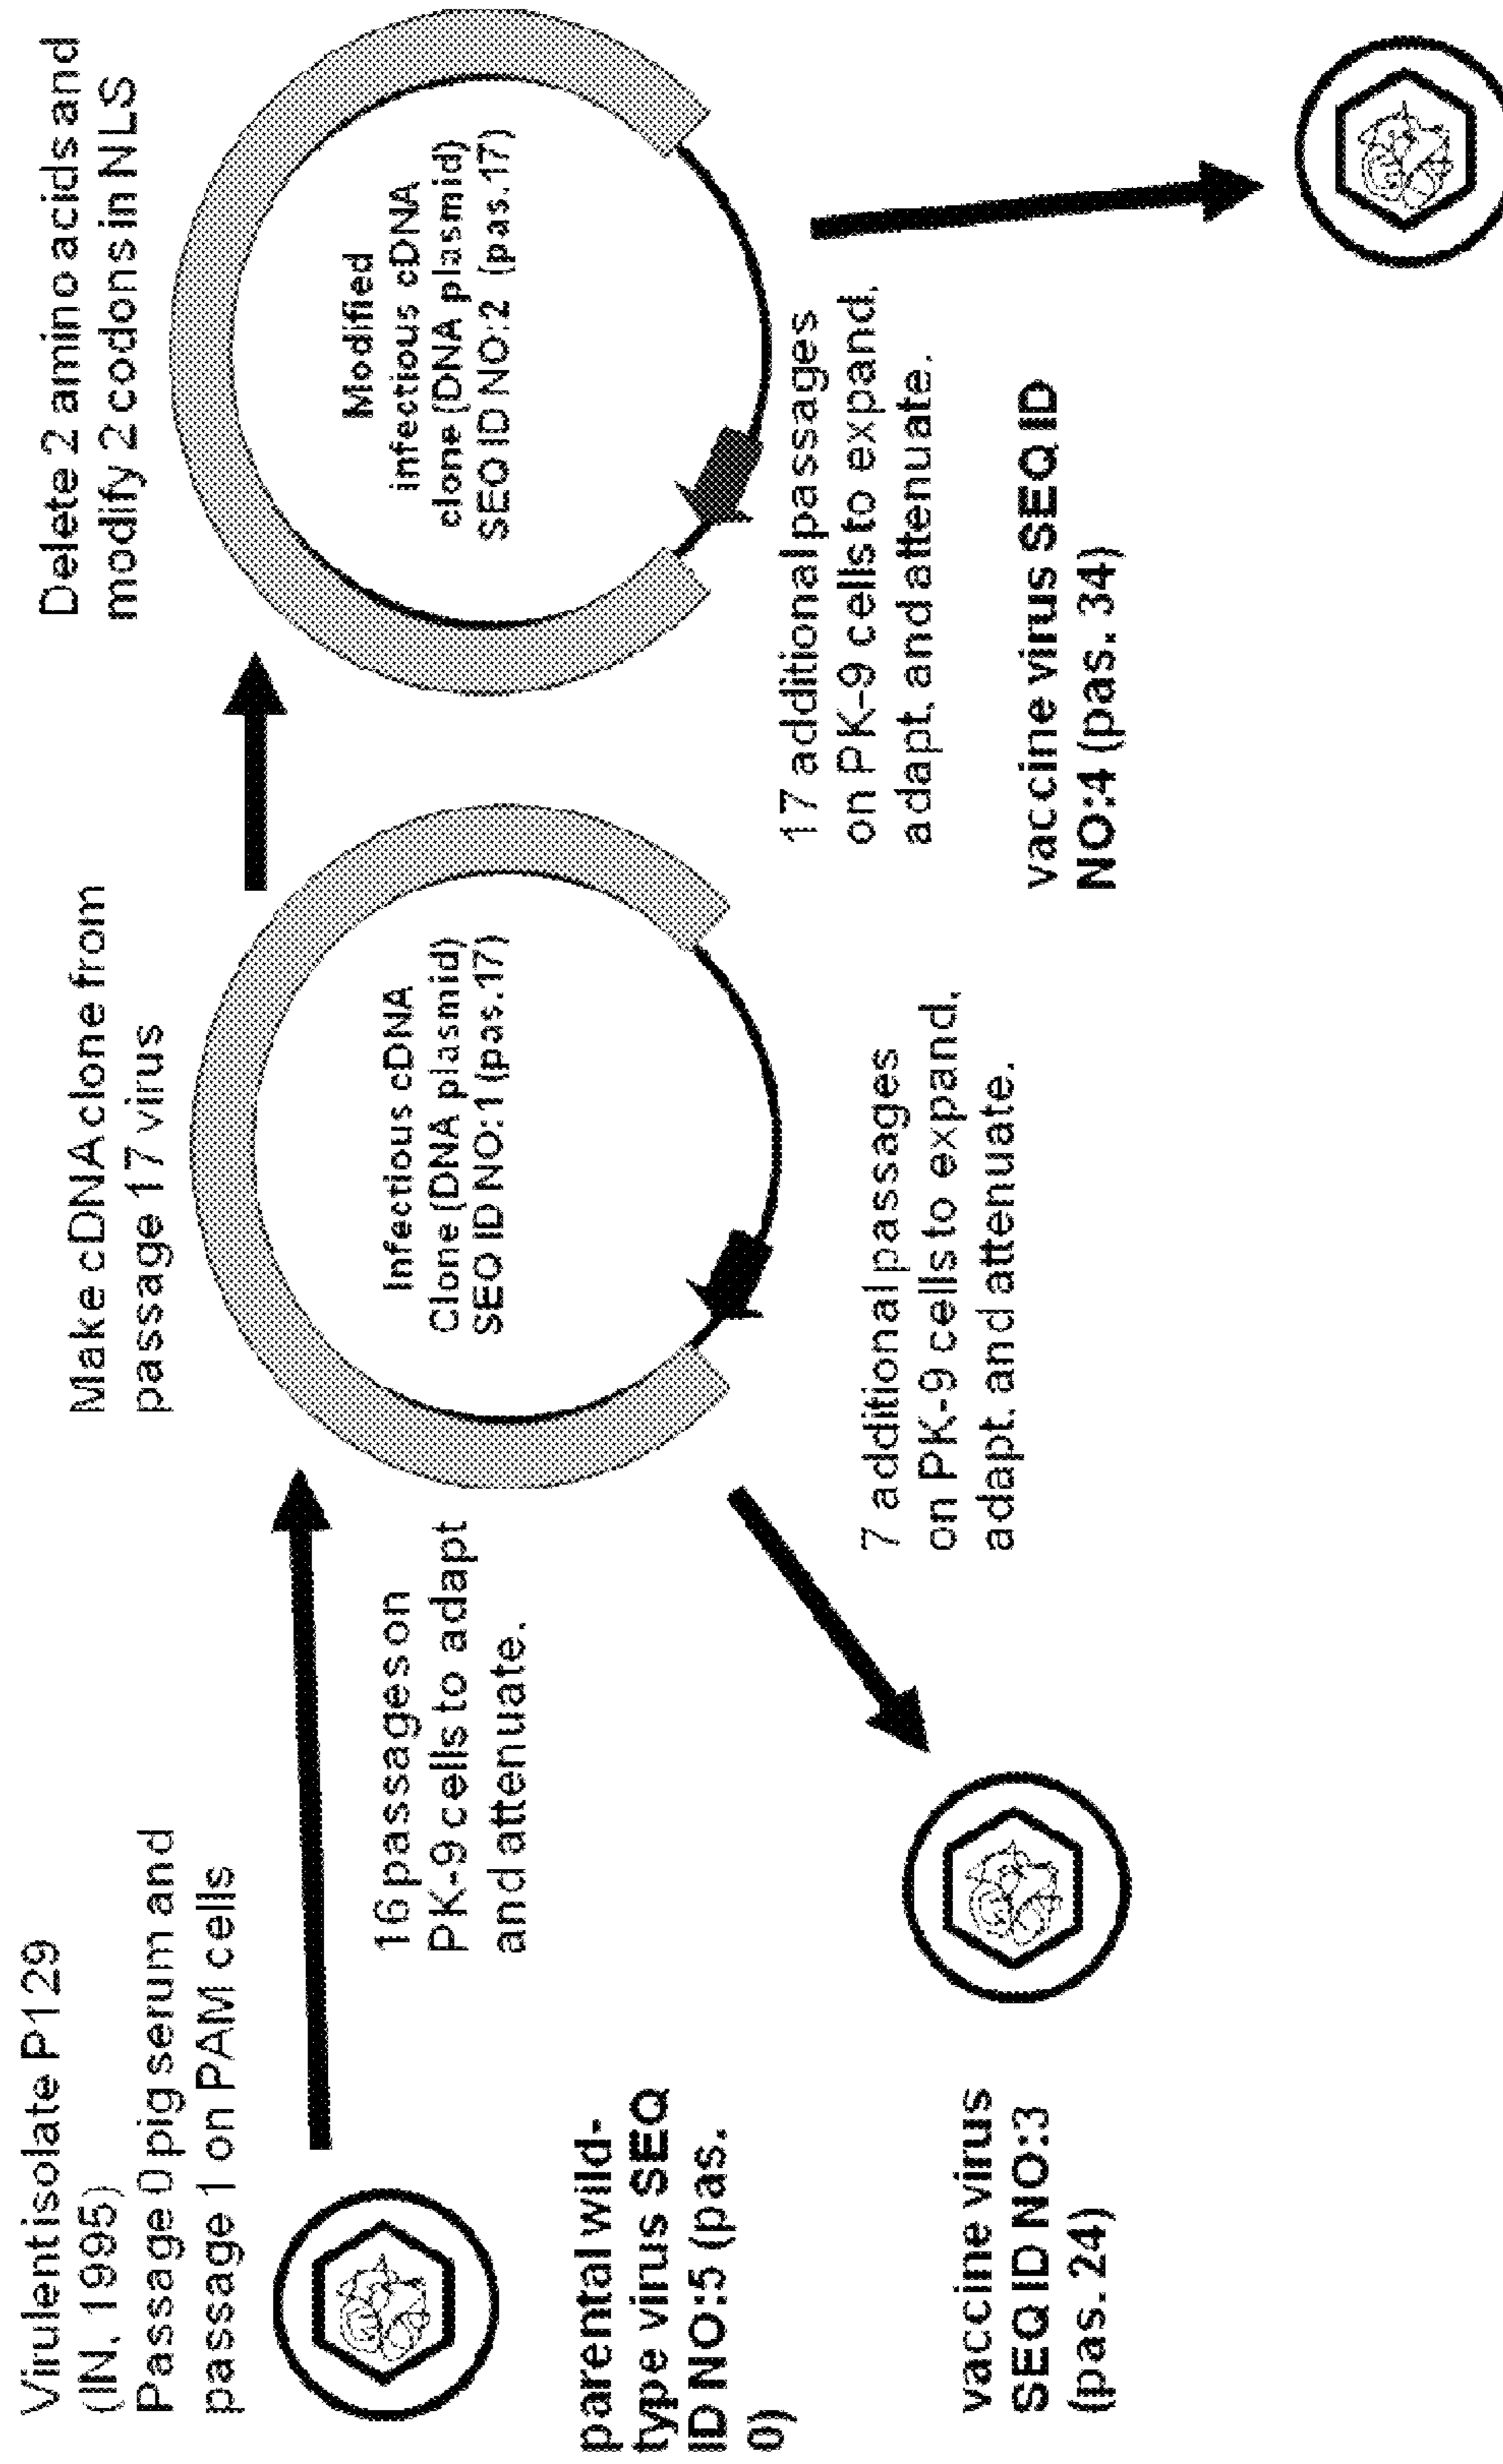 Virulent isolate P129
(IN. 1995)
Passage 0 pig serum and
passage 1 on PAM cells
parental wild-
type virus SEQ
ID NO:5 (pas.
0)
16 passages on
PK-9 cells to adapt
and attenuate.
Make cDNA clone from
passage 17 virus
Infectious cDNA
Clone (DNA plasmid)
SEQ ID NO:1 (pas.17)
7 additional passages
on PK-9 cells to expand,
adapt. and attenuate.
vaccine virus
SEQ ID NO:3
(pas. 24)
Delete 2 amino acids and
modify 2 codons in NLS
Modified
infectious cDNA
clone (DNA plasmid)
SEQ ID NO:2 (pas.17)
17 additional passages
on PK-9 cells to expand,
adapt, and attenuate.
vaccine virus SEQ ID
NO:4 (pas. 34)